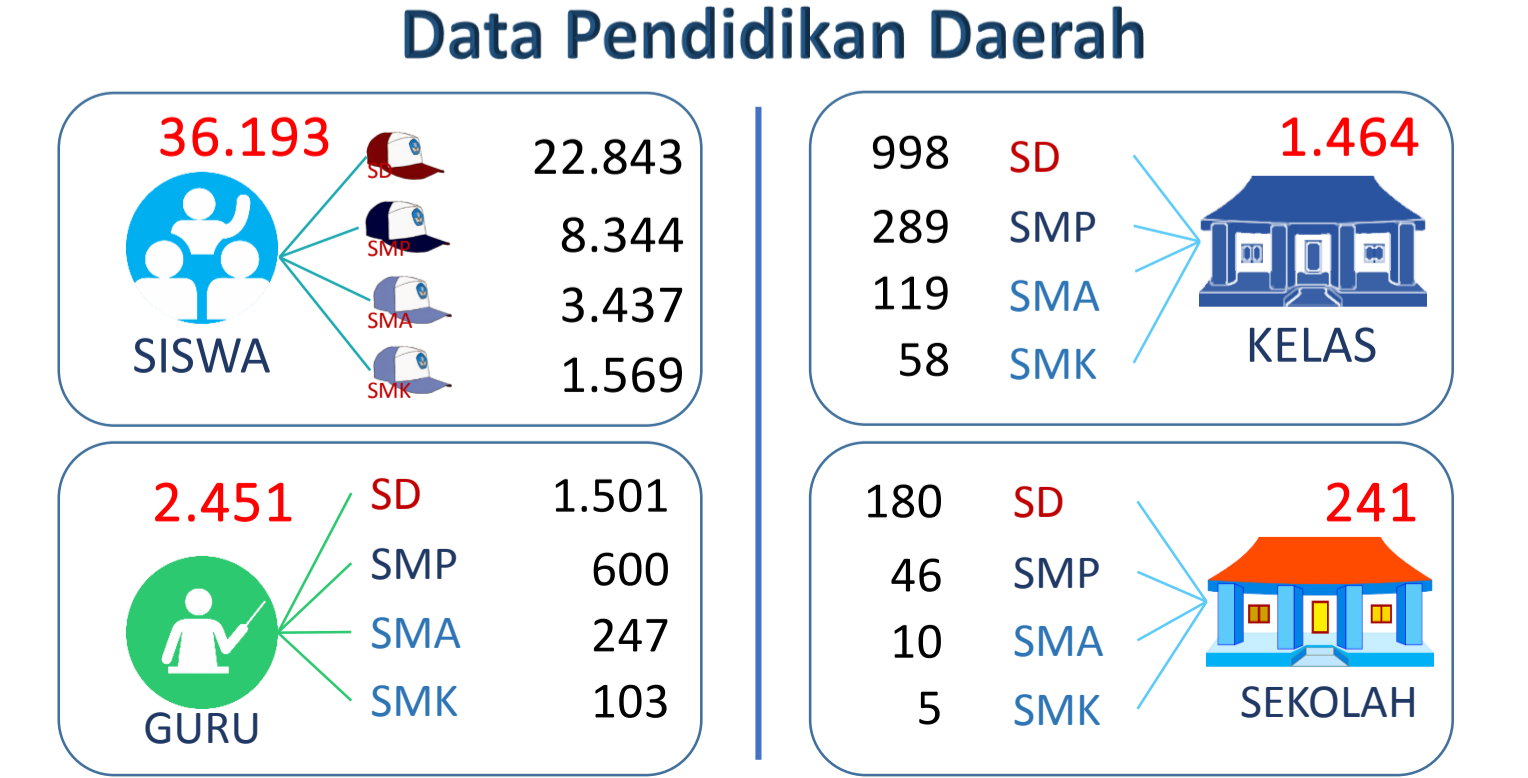 Data Pendidikan Daerah
36.193
SISWA
SD 22.843
SMP 8.344
SMA 3.437
SMK 1.569
1.464
KELAS
998 SD
289 SMP
119 SMA
58 SMK
2.451
GURU
SD 1.501
SMP 600
SMA 247
SMK 103
241
SEKOLAH
180 SD
46 SMP
10 SMA
5 SMK